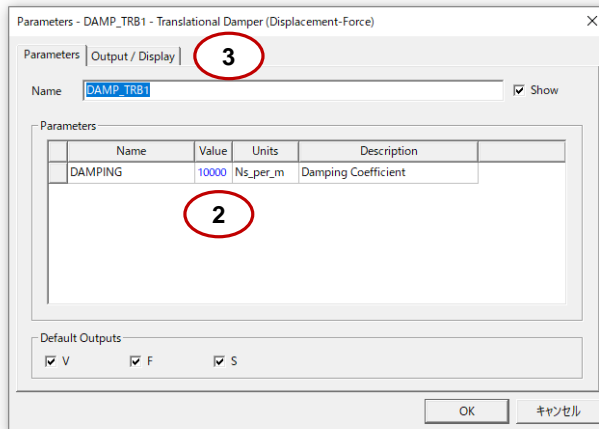 Parameters - DAMP_TRB1 - Translational Damper (Displacement-Force)
Parameters Output / Display 3
Name DAMP_TRB1 Show
Parameters
Name Value Units Description
DAMPING 10000 Ns_per_m Damping Coefficient
2
Default Outputs
V F S
OK キャンセル